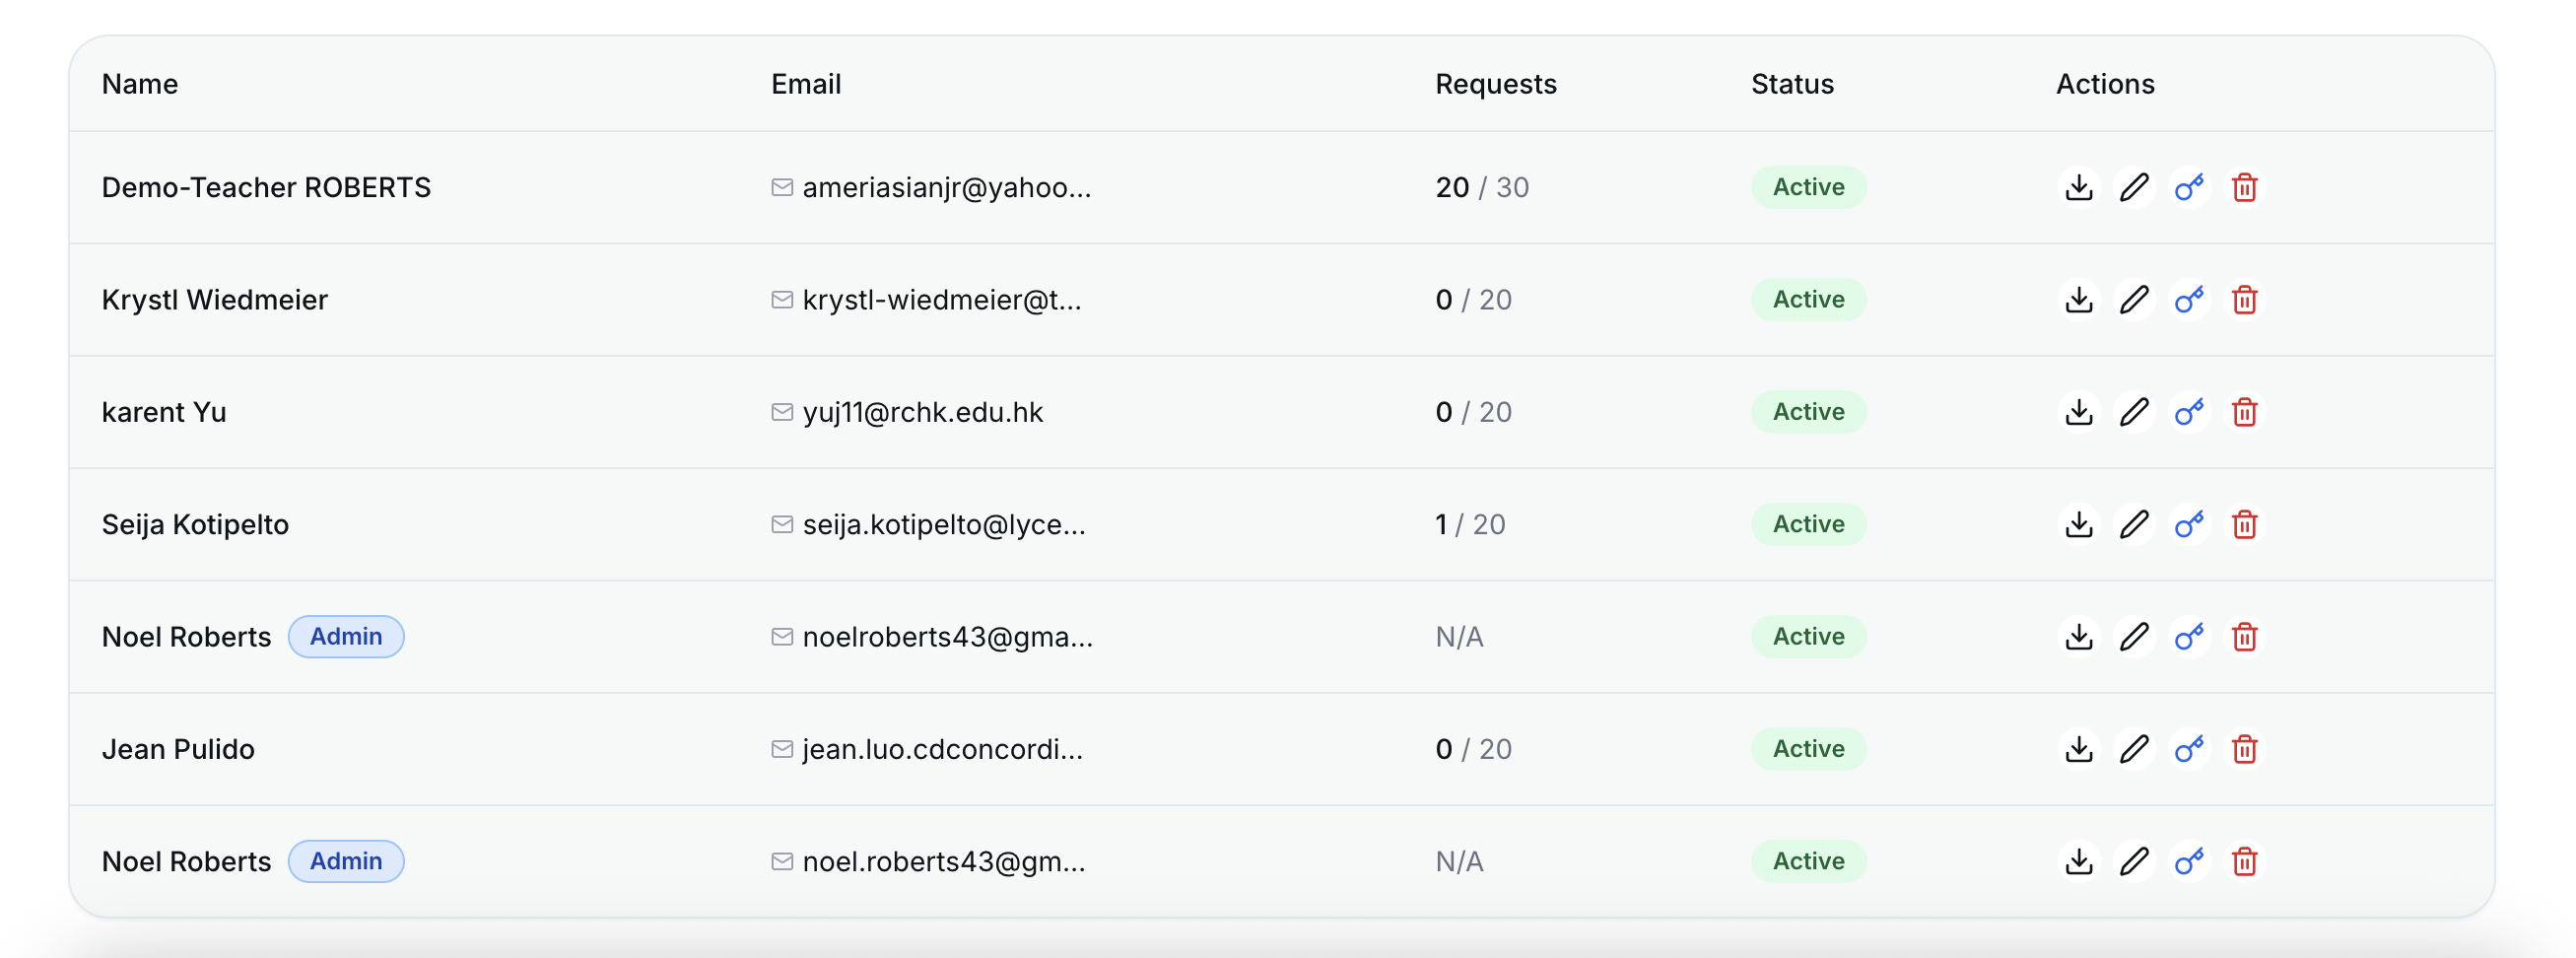 Name Email Requests Status Actions
Demo-Teacher ROBERTS ameriasianjr@yahoo... 20 / 30 Active
Krystl Wiedmeier krystl-wiedmeier@t... 0 / 20 Active
karent Yu yuj11@rchk.edu.hk 0 / 20 Active
Seija Kotipelto seija.kotipelto@lyce... 1 / 20 Active
Noel Roberts Admin noelroberts43@gma... N/A Active
Jean Pulido jean.luo.cdconcordi... 0 / 20 Active
Noel Roberts Admin noel.roberts43@gm... N/A Active